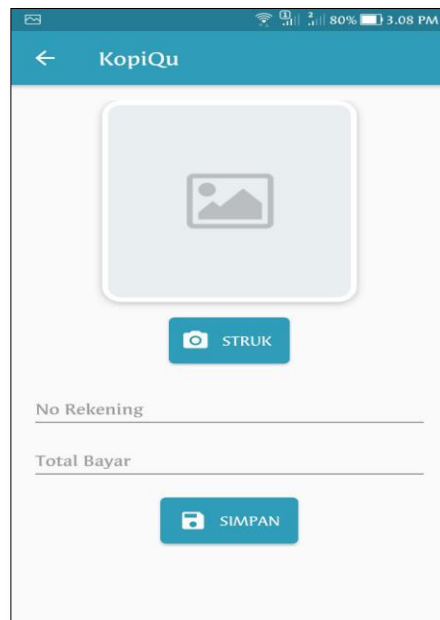 80% 3.08 PM
KopiQu
STRUK
No Rekening
Total Bayar
SIMPAN